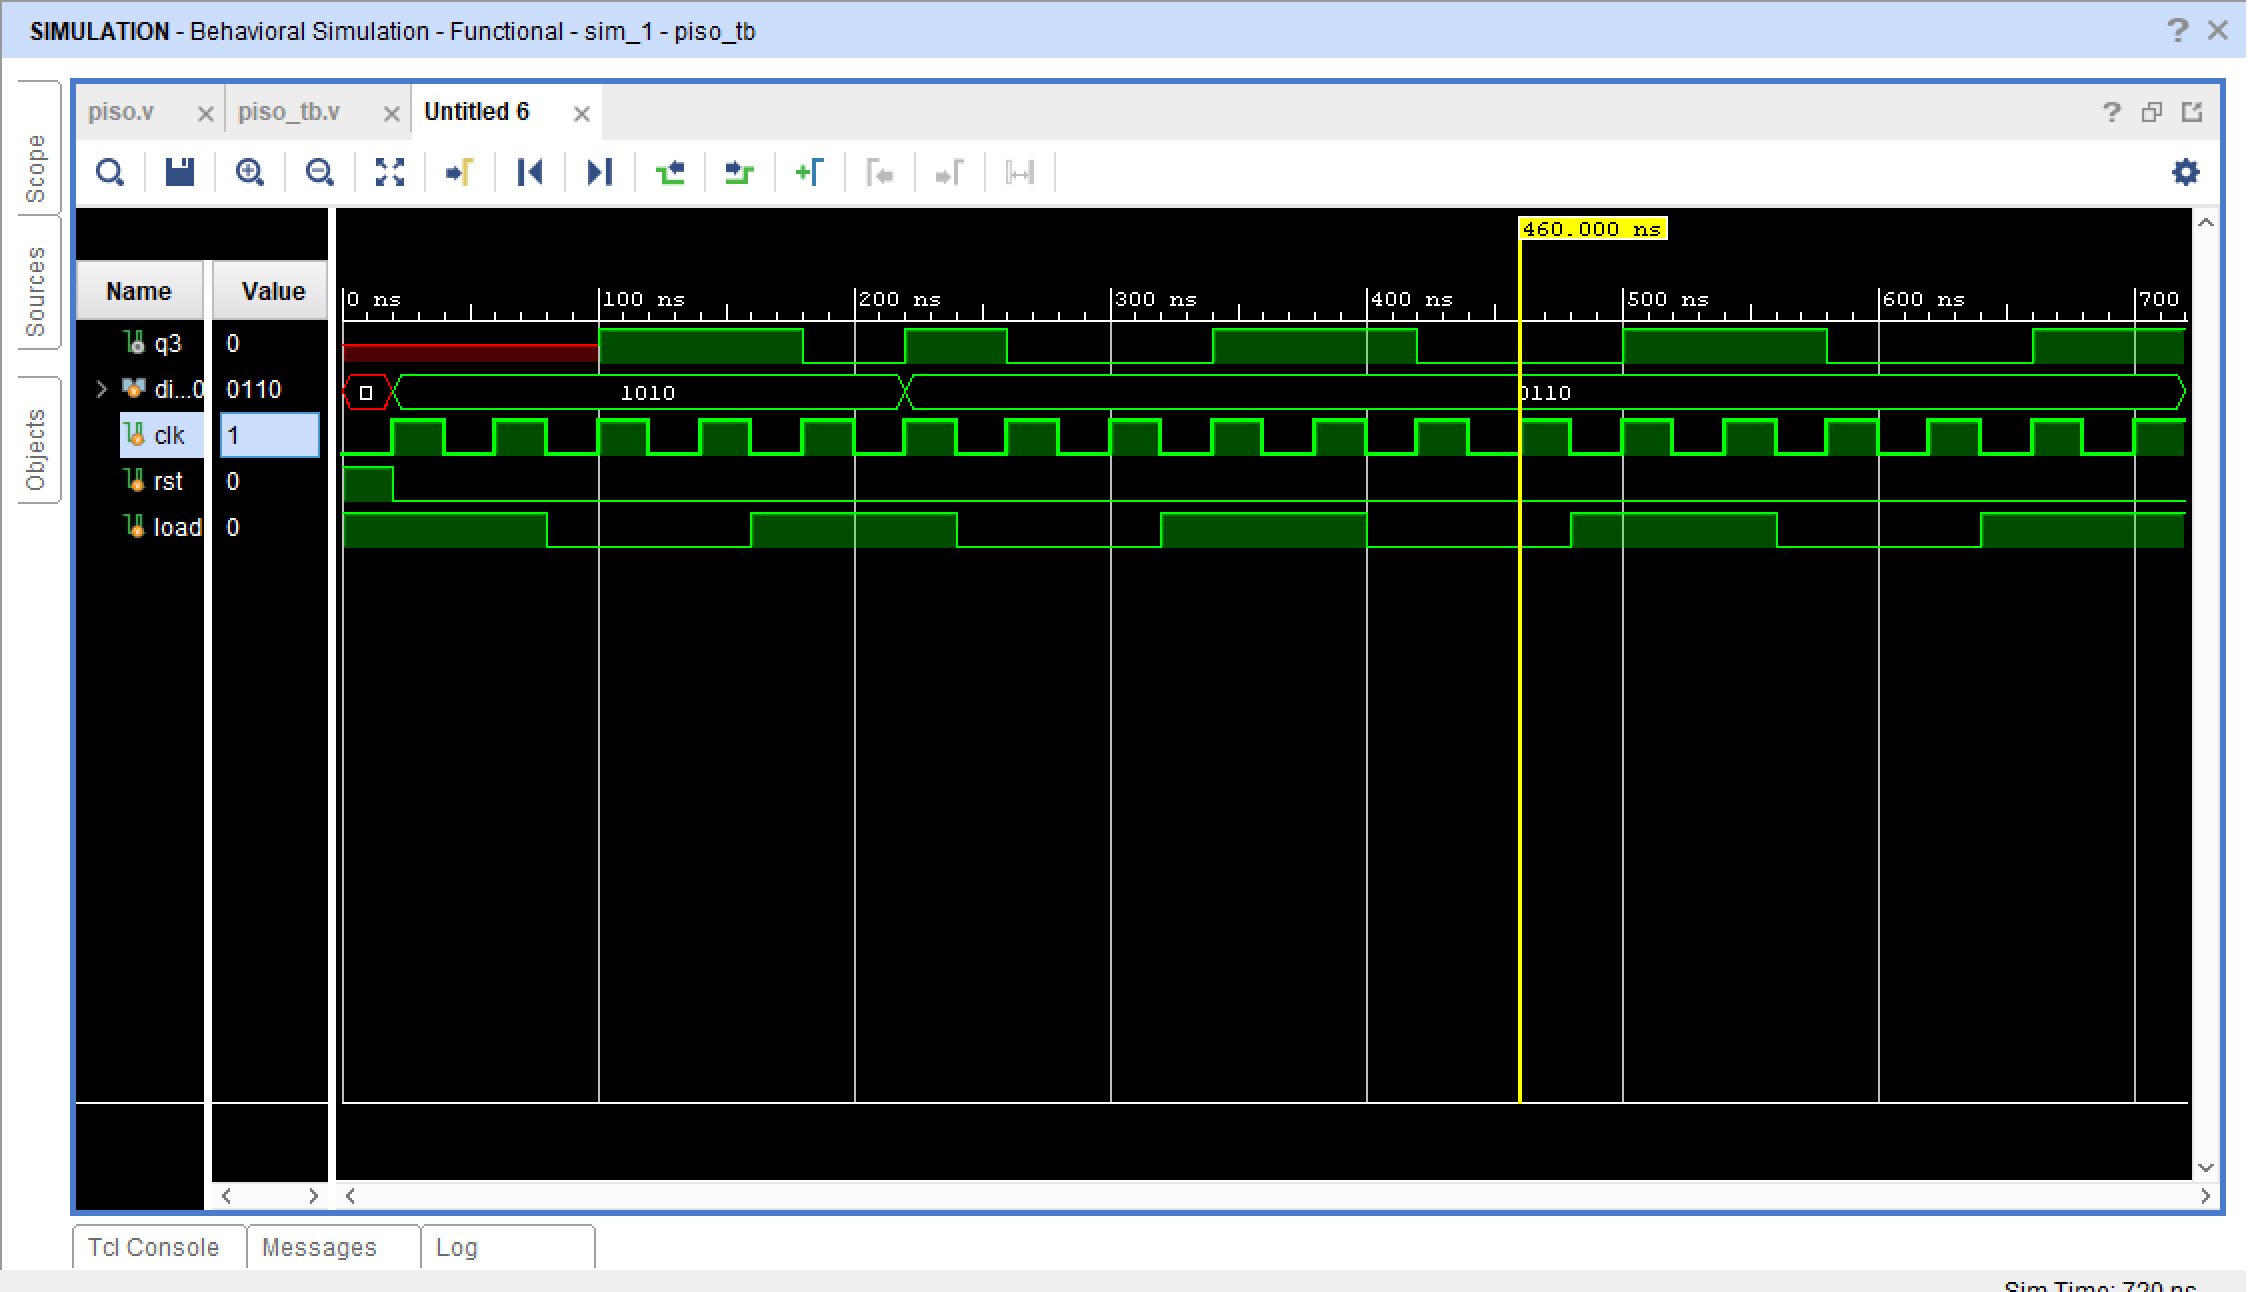 SIMULATION - Behavioral Simulation - Functional - sim_1 - piso_tb
piso.v
piso_tb.v
Untitled 6
Scope
Sources
Objects
460.000 ns
Name
Value
0 ns
100 ns
200 ns
300 ns
400 ns
500 ns
600 ns
700
q3
0
di...0
0110
1010
0110
clk
1
rst
0
load
0
Tcl Console
Messages
Log
Sim Time: 720 ns